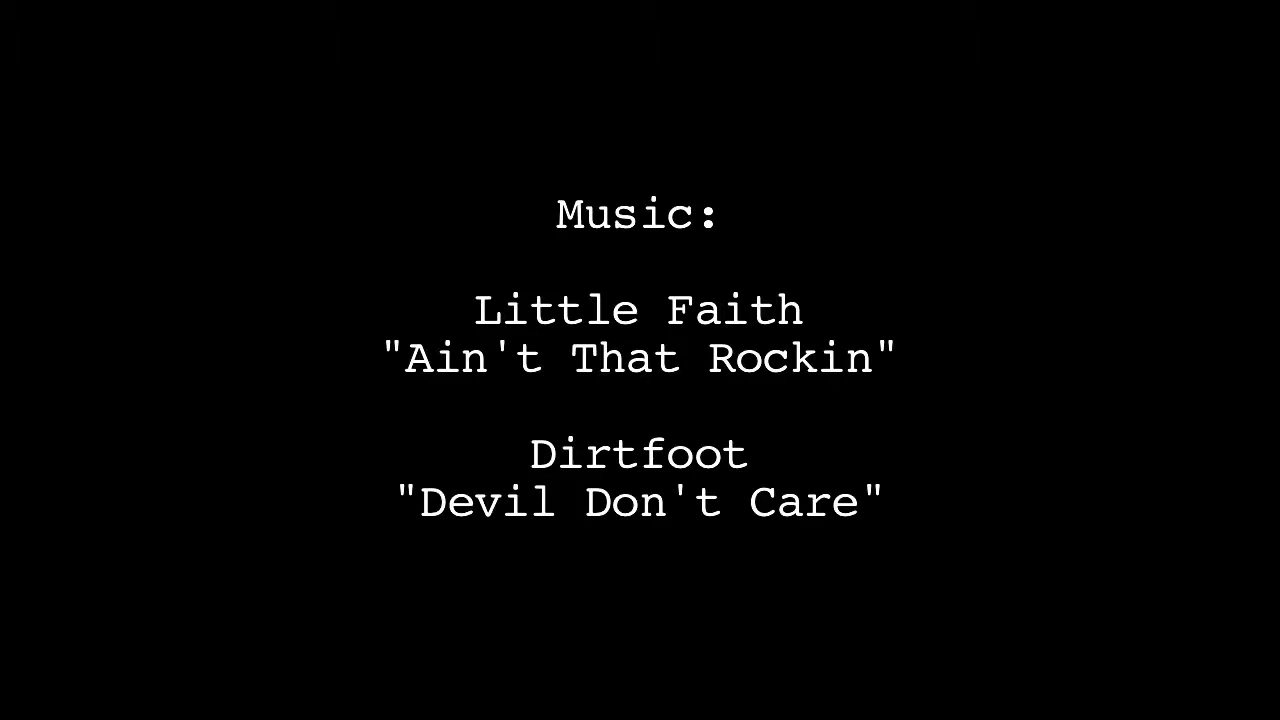 Music:
Little Faith
"Ain't That Rockin"
Dirtfoot
"Devil Don't Care"